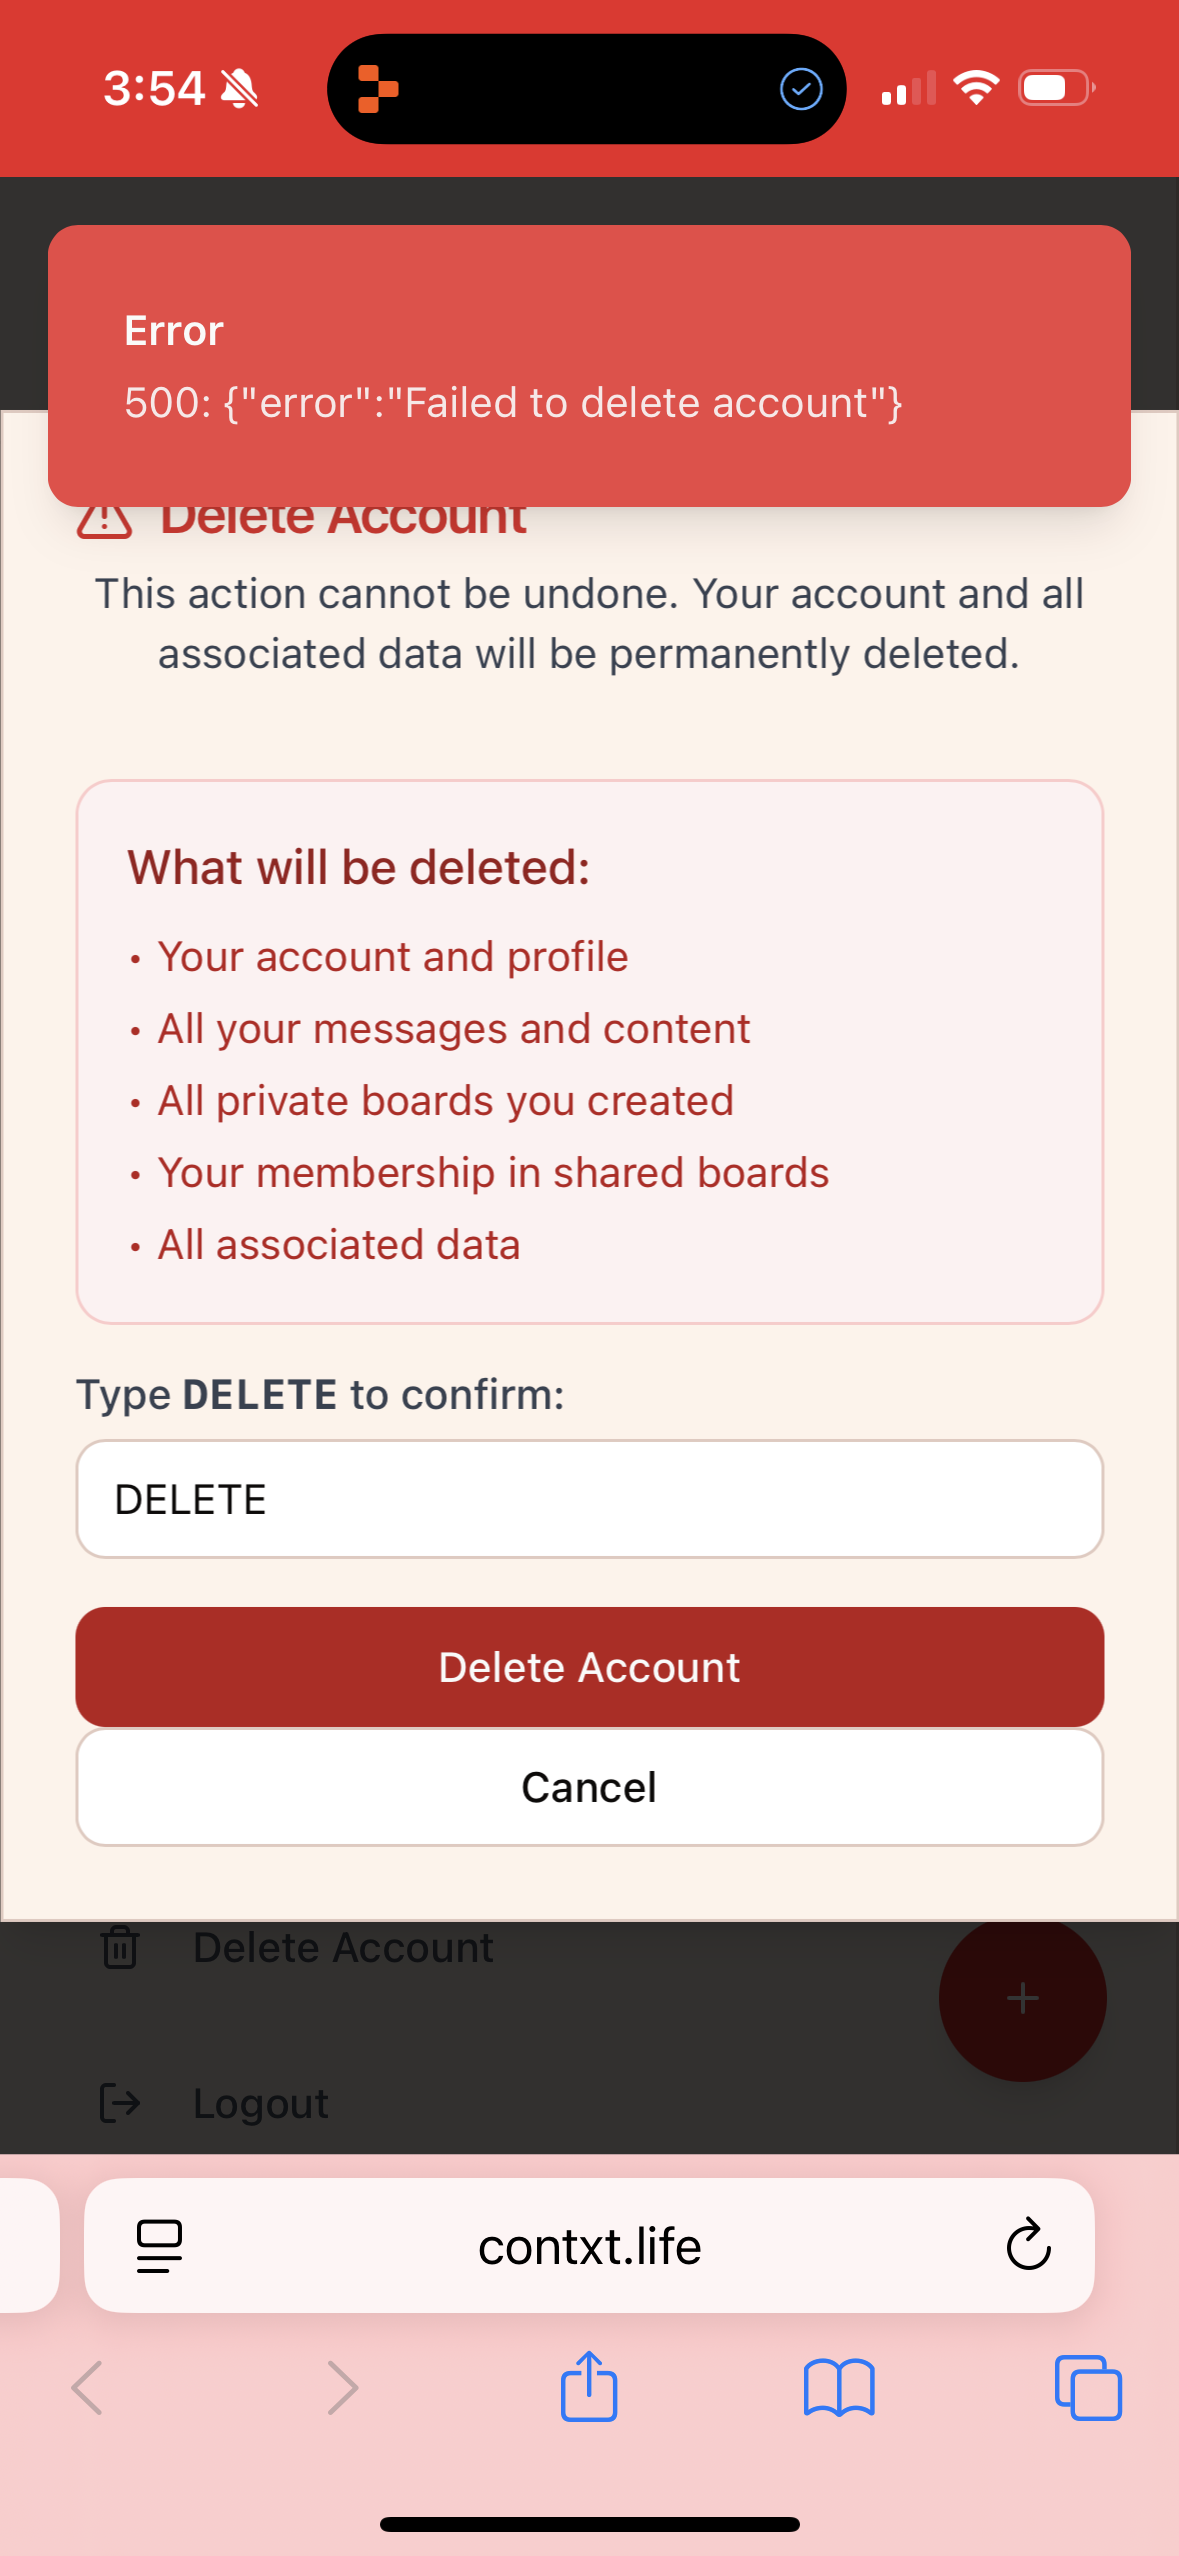 3:54
Error
500: {"error":"Failed to delete account"}
Delete Account
This action cannot be undone. Your account and all
associated data will be permanently deleted.
What will be deleted:
• Your account and profile
• All your messages and content
• All private boards you created
• Your membership in shared boards
• All associated data
Type DELETE to confirm:
DELETE
Delete Account
Cancel
Delete Account
Logout
contxt.life